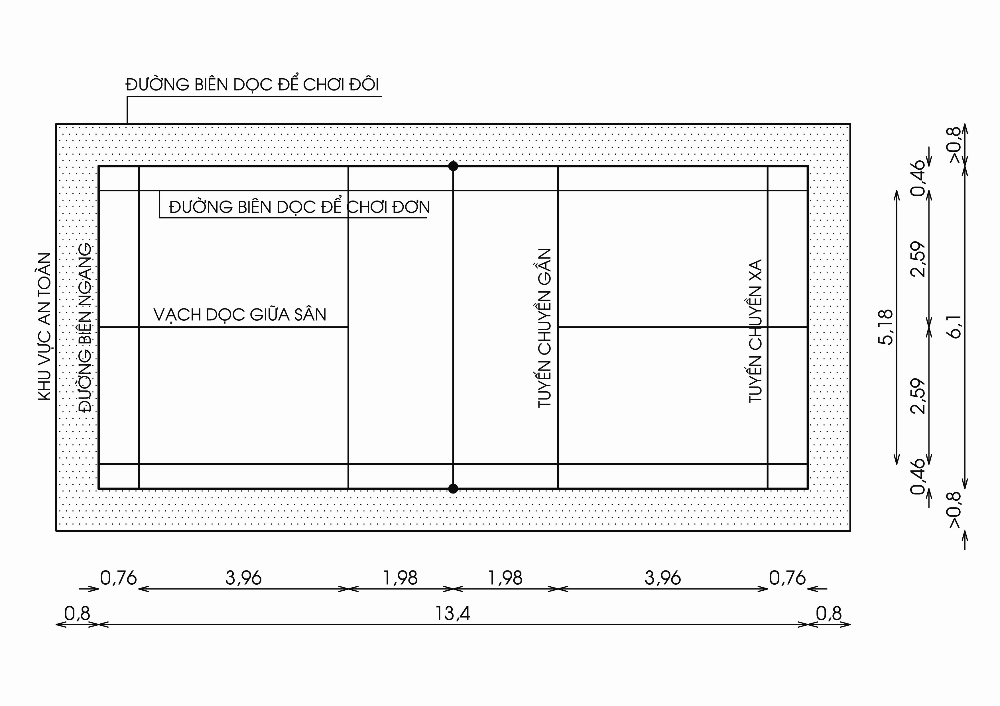 ĐƯỜNG BIÊN DỌC ĐỂ CHƠI ĐÔI
ĐƯỜNG BIÊN DỌC ĐỂ CHƠI ĐƠN
KHU VỰC AN TOÀN
ĐƯỜNG BIÊN NGANG
VẠCH DỌC GIỮA SÂN
TUYẾN CHUYỀN GẦN
TUYẾN CHUYỀN XA
5,18
0,46
2,59
2,59
0,46
>0,8
6,1
>0,8
0,76 3,96 1,98 1,98 3,96 0,76
0,8 13,4 0,8